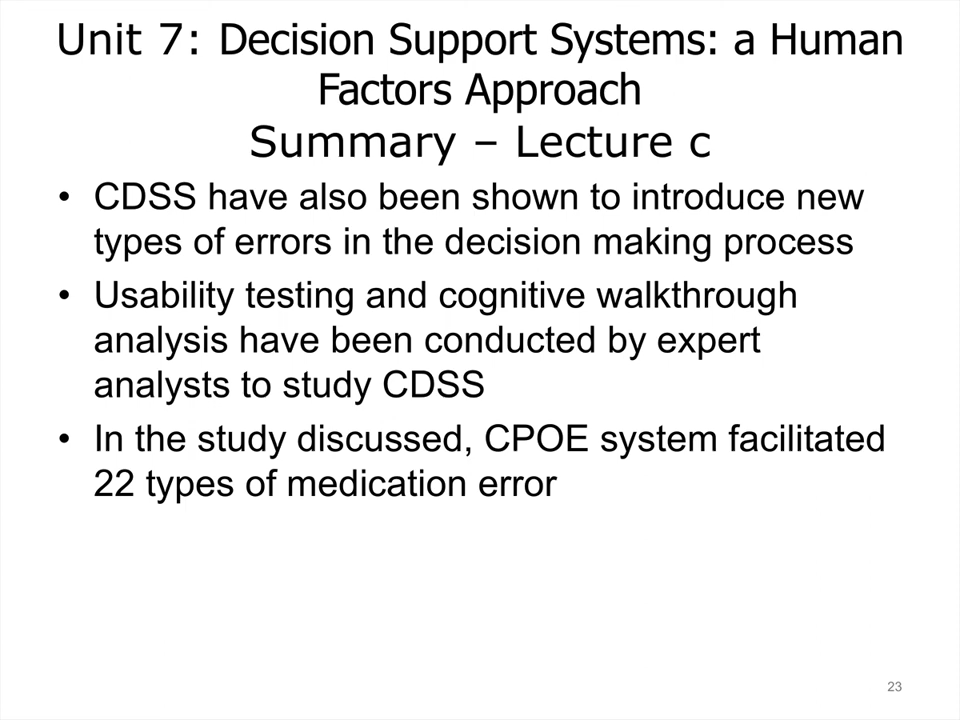 Unit 7: Decision Support Systems: a Human
Factors Approach
Summary – Lecture c
• CDSS have also been shown to introduce new
types of errors in the decision making process
• Usability testing and cognitive walkthrough
analysis have been conducted by expert
analysts to study CDSS
• In the study discussed, CPOE system facilitated
22 types of medication error
23